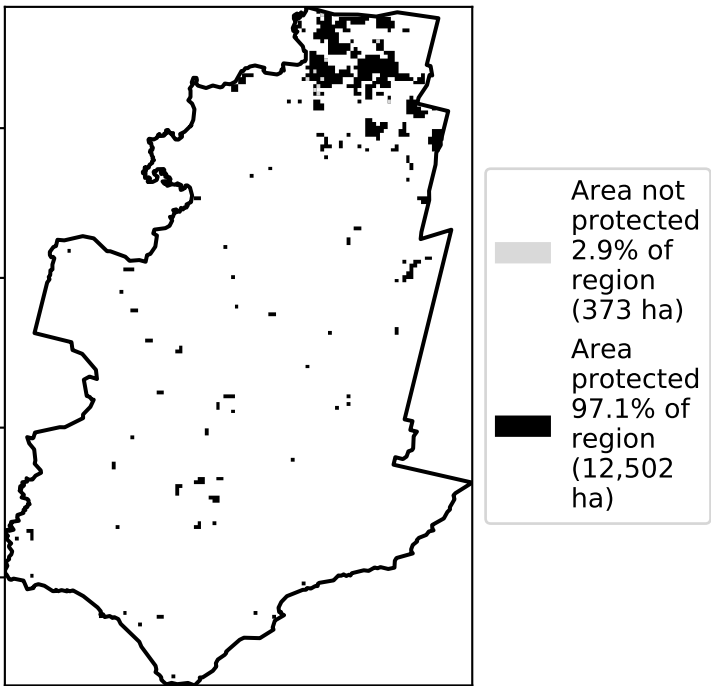 Area not
protected
2.9% of
region
(373 ha)
Area
protected
97.1% of
region
(12,502
ha)